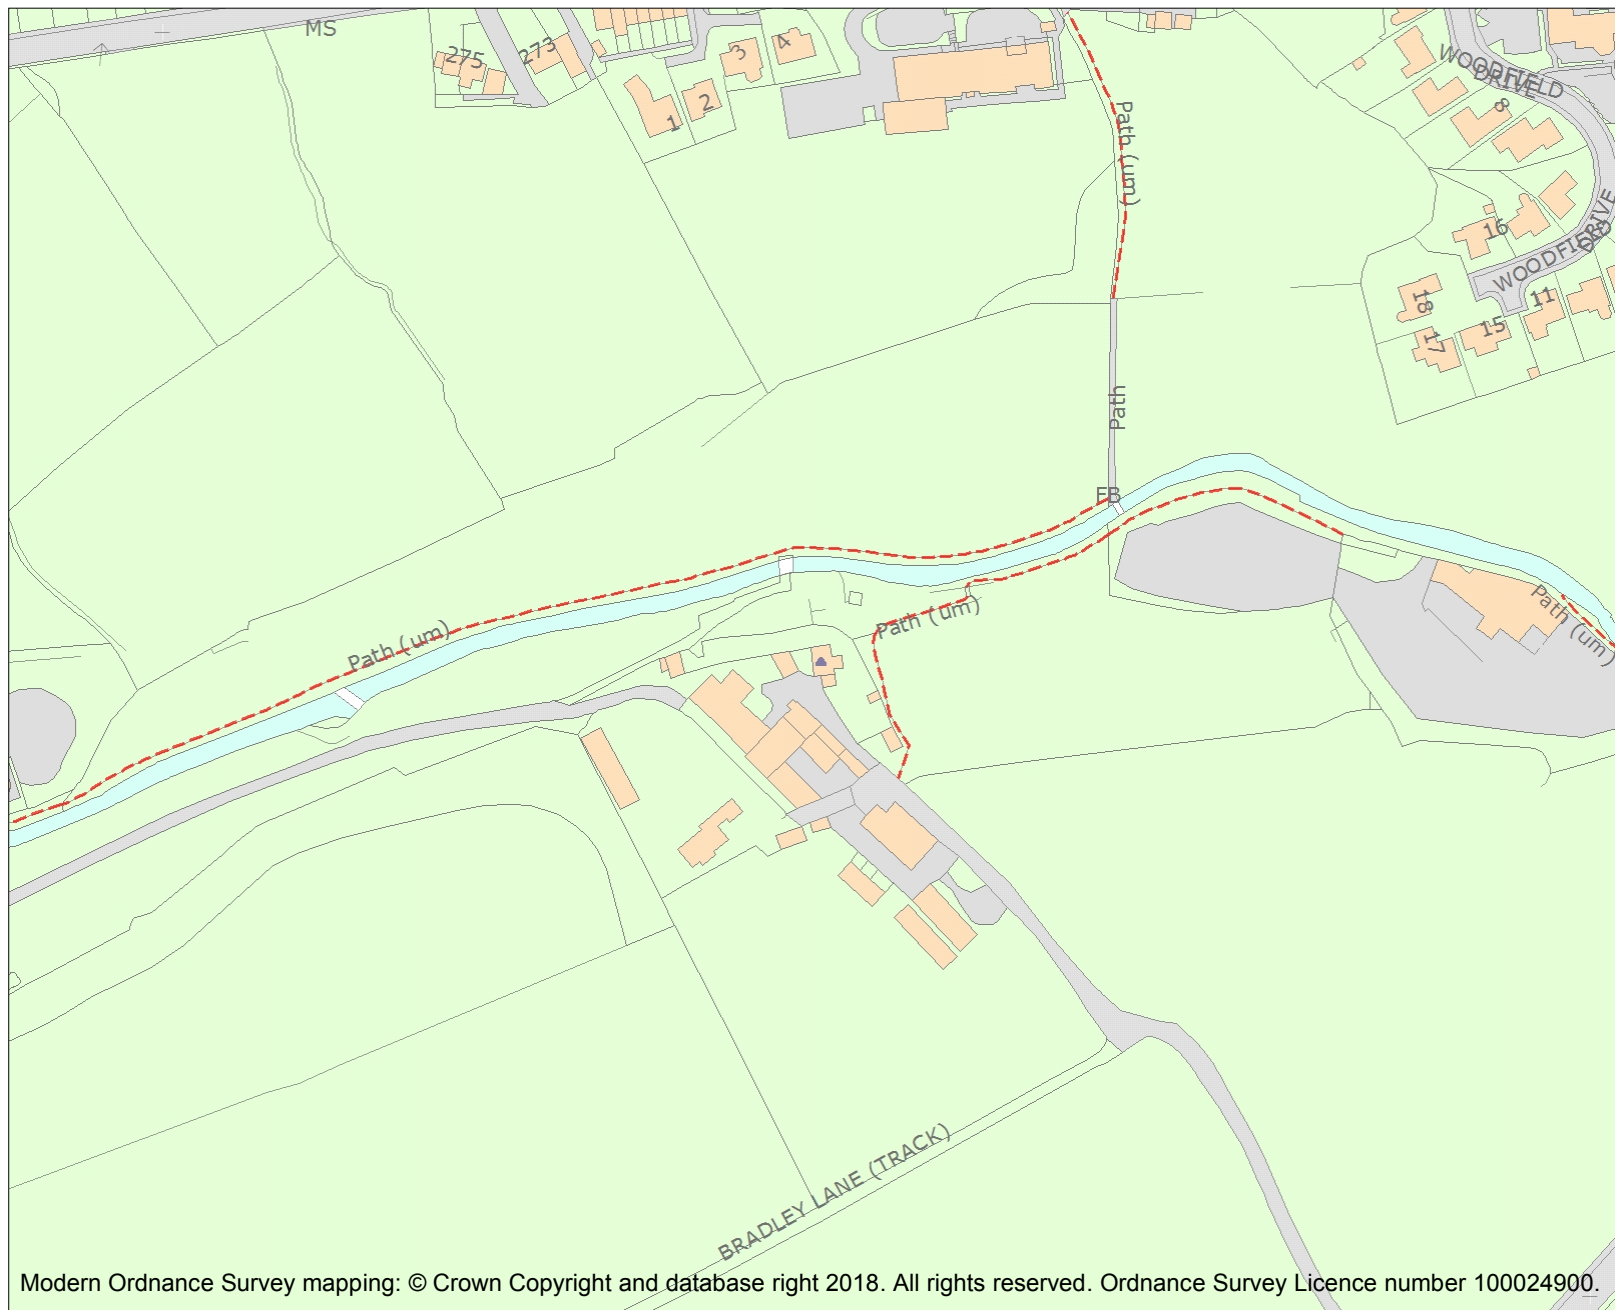 MS
275
273
3
4
2
1
WOODFIELD
DRIVE
8
Path (um)
16
WOODFIELD
DRIVE
18
11
15
17
Path
FB
Path (um)
Path (um)
Path (um)
BRADLEY LANE (TRACK)
Modern Ordnance Survey mapping: © Crown Copyright and database right 2018. All rights reserved. Ordnance Survey Licence number 100024900.